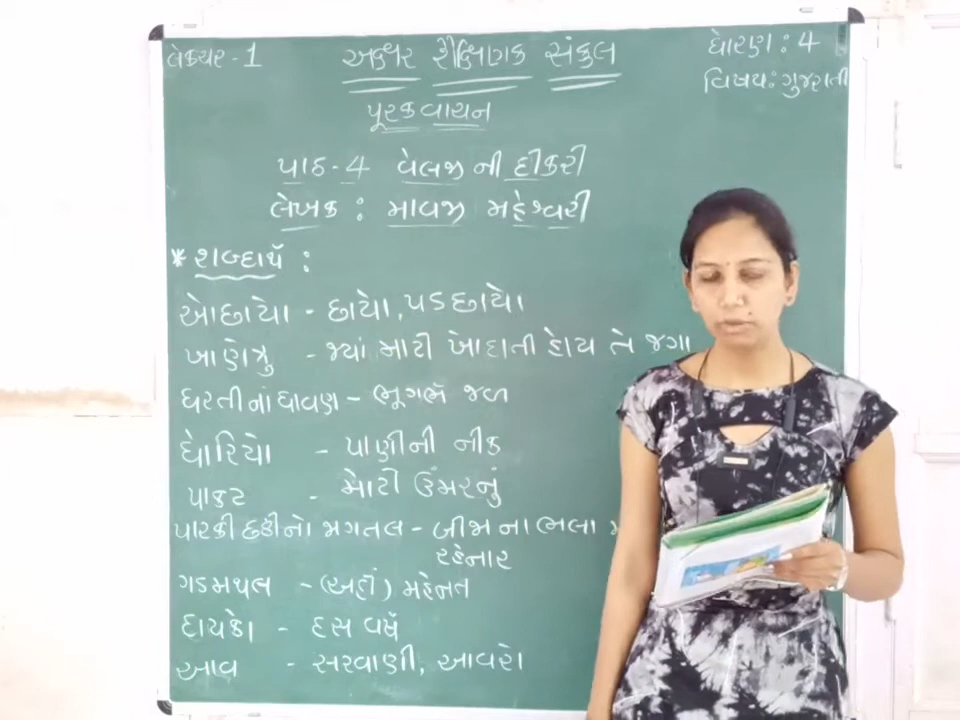 લેક્ચર - 1
અક્ષર શૈક્ષણિક સંકુલ
ધોરણ : 4
વિષય: ગુજરાતી
પૂરકવાચન
પાઠ - 4 વેલજી ની દીકરી
લેખક : માવજી મહેશ્વરી
* શબ્દાર્થ :
ઓછાયો - છાયો, પડછાયો
ખાણેત્રુ - જ્યાં માટી ખોદાતી હોય તે જગા
ધરતીનાં ધાવણ - ભૂગર્ભ જળ
ધોરિયો - પાણીની નીક
પાકટ - મોટી ઉંમરનું
પારકી છઠ્ઠીનો મગતલ - બીજા ના ભલા
રહેનાર
ગડમથલ - (અહીં) મહેનત
દાયકો - દસ વર્ષ
આવ - સરવાણી, આવરો